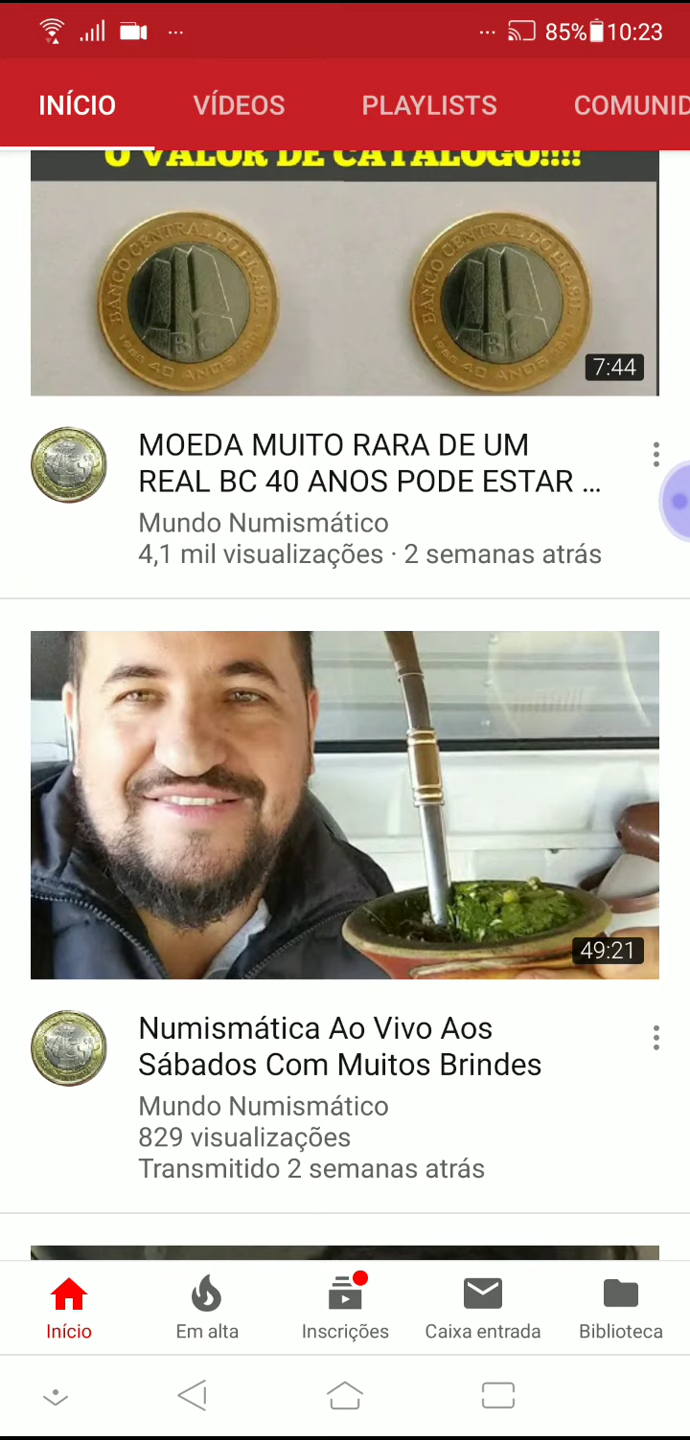 85% 10:23
INÍCIO VÍDEOS PLAYLISTS COMUNID
O VALOR DE CATALOGO!!!!
BANCO CENTRAL DO BRASIL BANCO CENTRAL DO BRASIL
BC BC
40 ANOS 40 ANOS
7:44
MOEDA MUITO RARA DE UM
REAL BC 40 ANOS PODE ESTAR ...
Mundo Numismático
4,1 mil visualizações · 2 semanas atrás
49:21
Numismática Ao Vivo Aos
Sábados Com Muitos Brindes
Mundo Numismático
829 visualizações
Transmitido 2 semanas atrás
Início Em alta Inscrições Caixa entrada Biblioteca